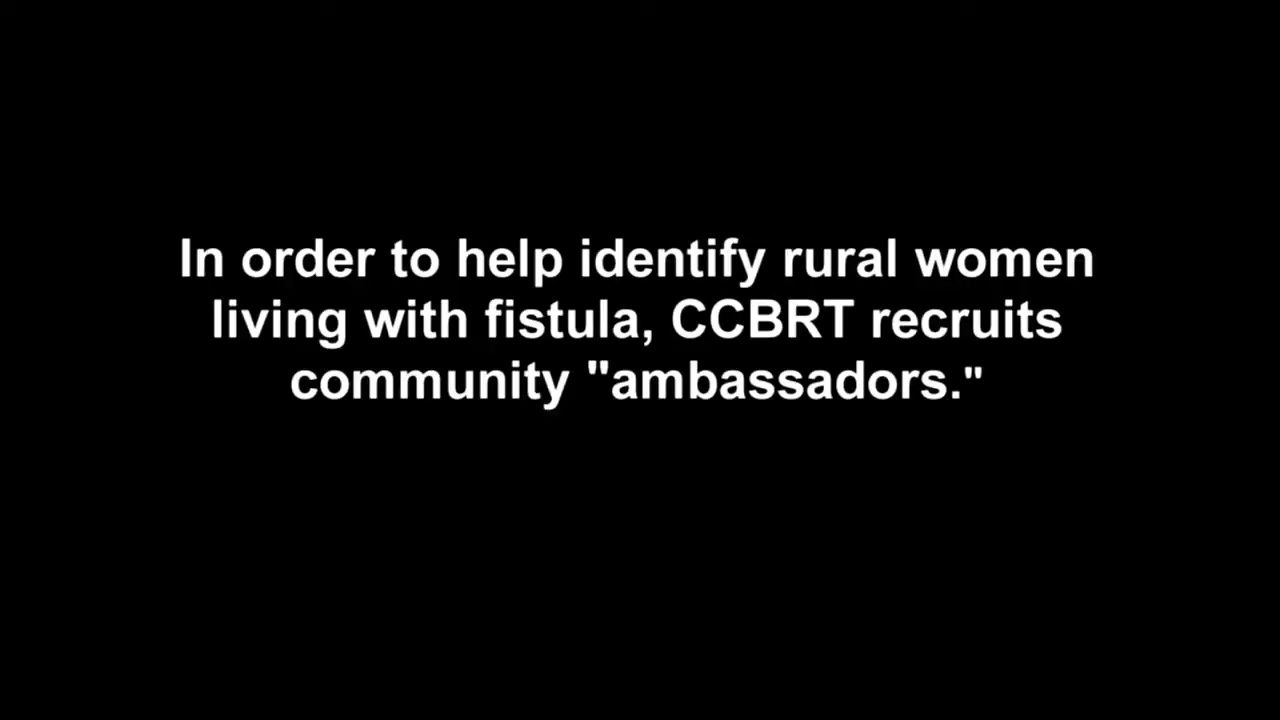 In order to help identify rural women
living with fistula, CCBRT recruits
community "ambassadors."